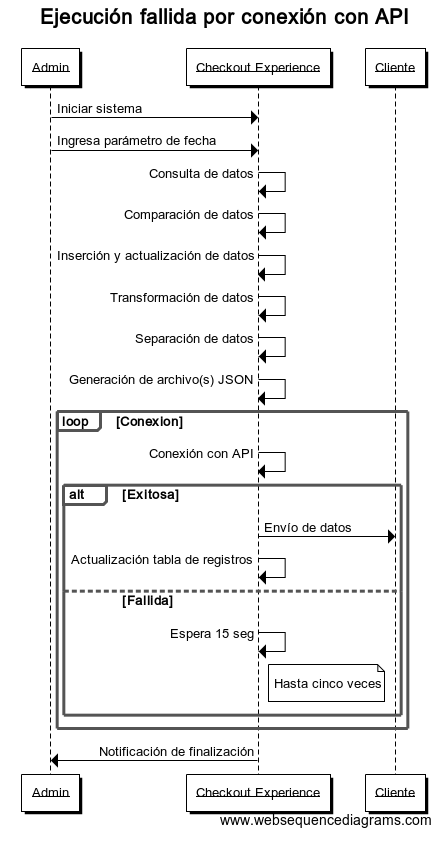 Ejecución fallida por conexión con API
Admin
Checkout Experience
Cliente
Iniciar sistema
Ingresa parámetro de fecha
Consulta de datos
Comparación de datos
Inserción y actualización de datos
Transformación de datos
Separación de datos
Generación de archivo(s) JSON
loop
[Conexion]
Conexión con API
alt
[Exitosa]
Envío de datos
Actualización tabla de registros
[Fallida]
Espera 15 seg
Hasta cinco veces
Notificación de finalización
Admin
Checkout Experience
Cliente
www.websequencediagrams.com